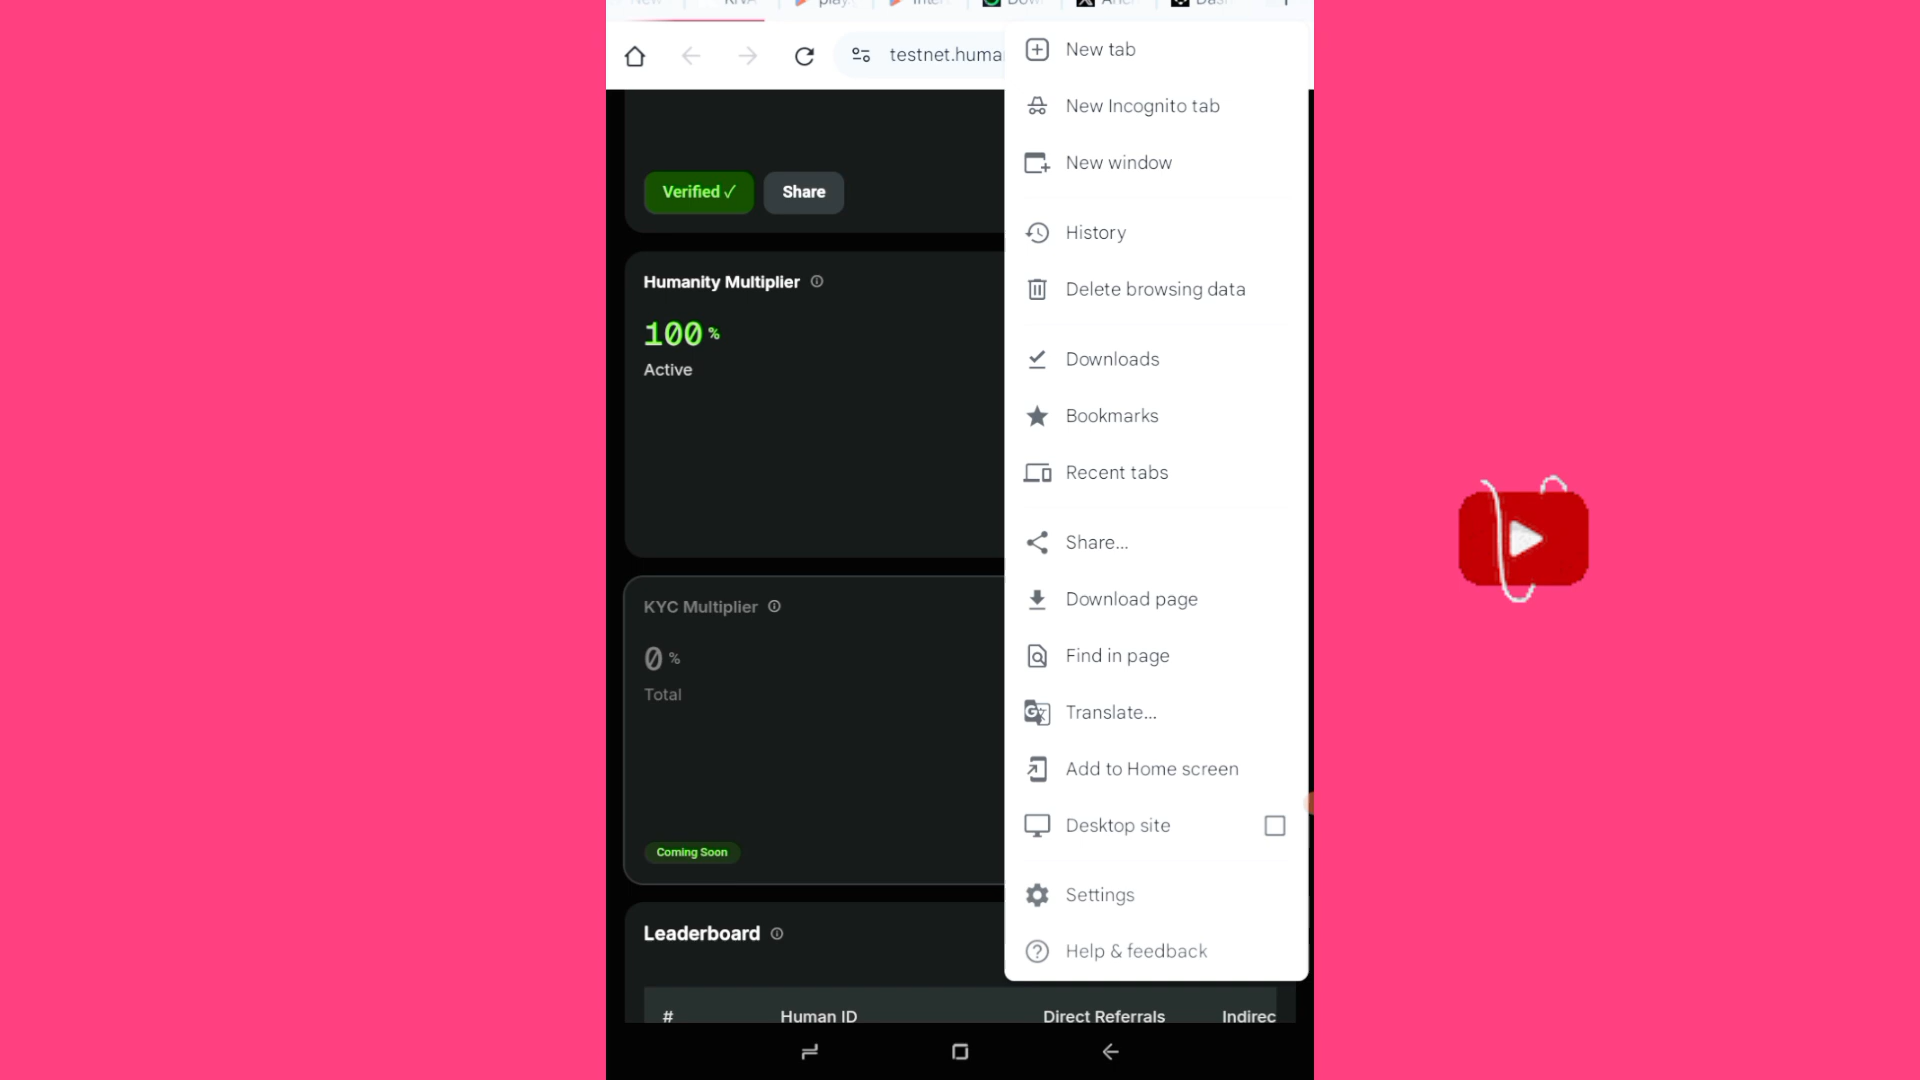 testnet.huma
New tab
New Incognito tab
New window
History
Delete browsing data
Downloads
Bookmarks
Recent tabs
Share...
Download page
Find in page
Translate...
Add to Home screen
Desktop site
Settings
Help & feedback
Verified ✓
Share
Humanity Multiplier
100 %
Active
KYC Multiplier
0 %
Total
Coming Soon
Leaderboard
# Human ID Direct Referrals Indirec